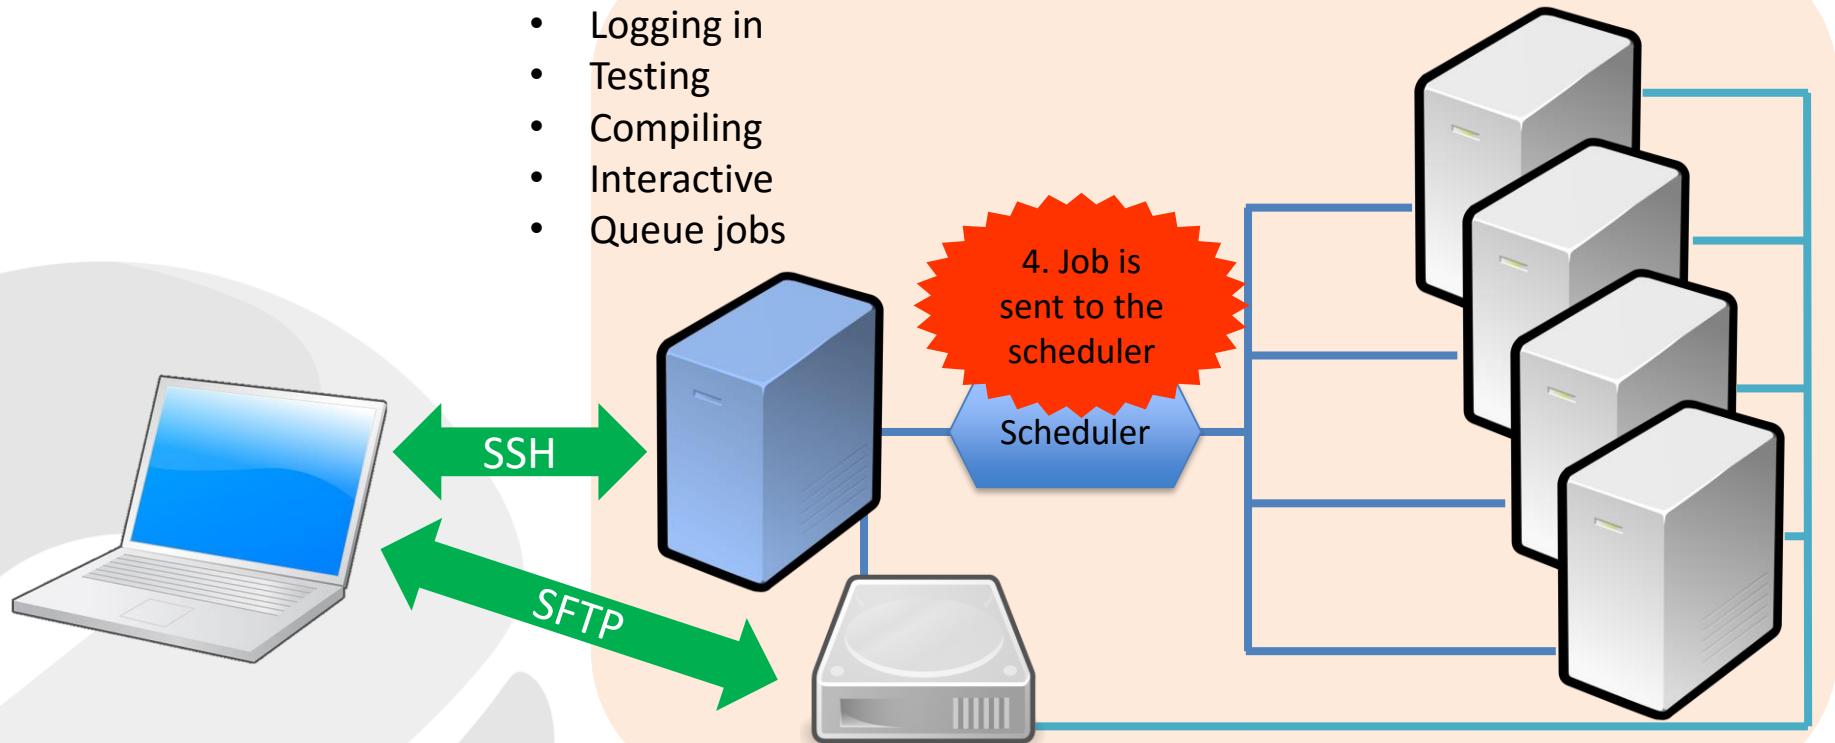 • Logging in
• Testing
• Compiling
• Interactive
• Queue jobs
4. Job is
sent to the
scheduler
Scheduler
SSH
SFTP